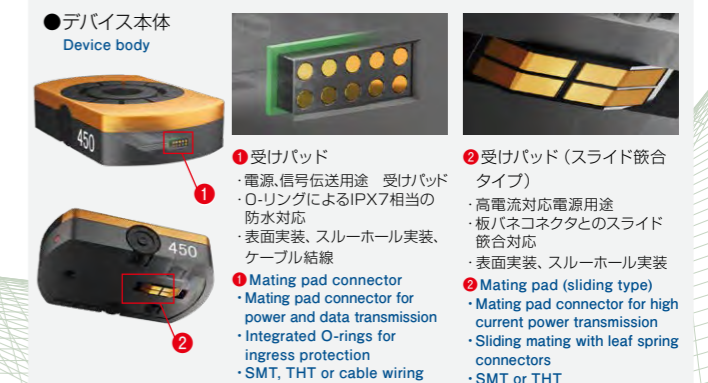 ●デバイス本体
Device body
450
1
450
2
❶受けパッド
・電源、信号伝送用途　受けパッド
・O-リングによるIPX7相当の
防水対応
・表面実装、スルーホール実装、
ケーブル結線
❶Mating pad connector
・Mating pad connector for
power and data transmission
・Integrated O-rings for
ingress protection
・SMT, THT or cable wiring
❷受けパッド（スライド篏合
タイプ）
・高電流対応電源用途
・板バネコネクタとのスライド
篏合対応
・表面実装、スルーホール実装
❷Mating pad (sliding type)
・Mating pad connector for high
current power transmission
・Sliding mating with leaf spring
connectors
・SMT or THT